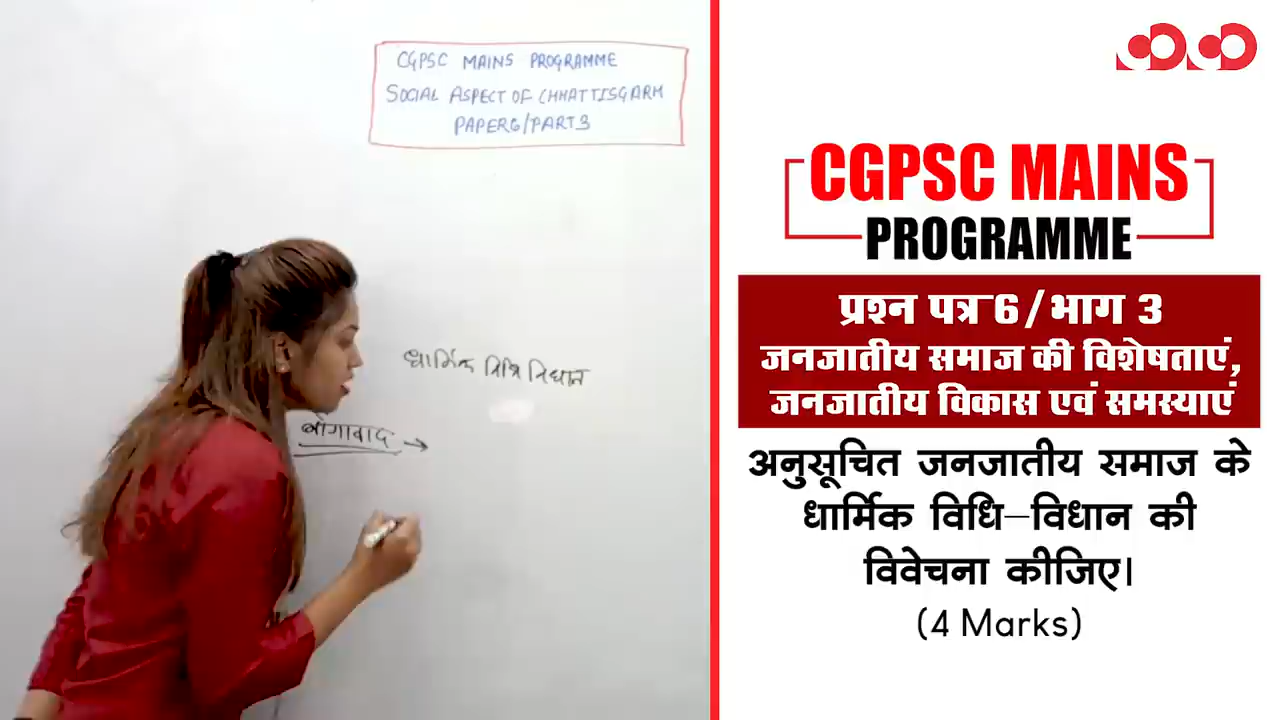 CGPSC MAINS PROGRAMME
SOCIAL ASPECT OF CHHATTISGARH
PAPER6/PART3
धार्मिक विधि विधान
बोंगावाद →
CGPSC MAINS
PROGRAMME
प्रश्न पत्र-6/भाग 3
जनजातीय समाज की विशेषताएं,
जनजातीय विकास एवं समस्याएं
अनुसूचित जनजातीय समाज के
धार्मिक विधि–विधान की
विवेचना कीजिए।
(4 Marks)